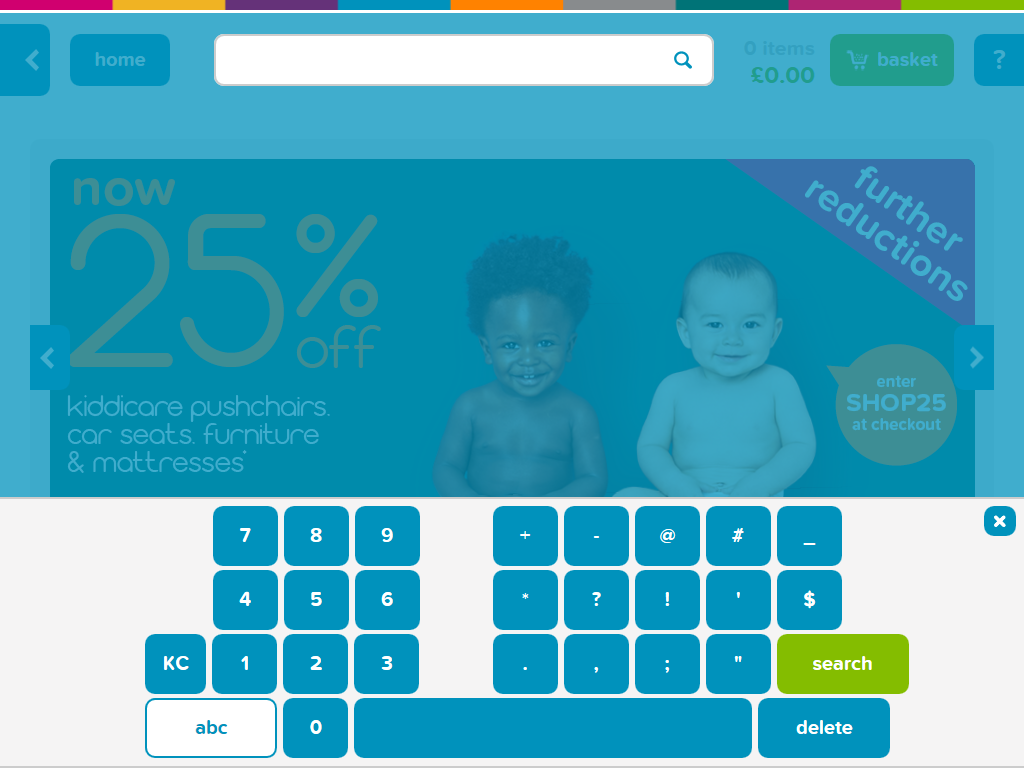 home
0 items
£0.00
basket
?
now
25%
off
further
reductions
kiddicare pushchairs.
car seats. furniture
& mattresses*
enter
SHOP25
at checkout
7 8 9 + - @ # _
4 5 6 * ? ! ' $
KC 1 2 3 . , ; " search
abc 0 delete